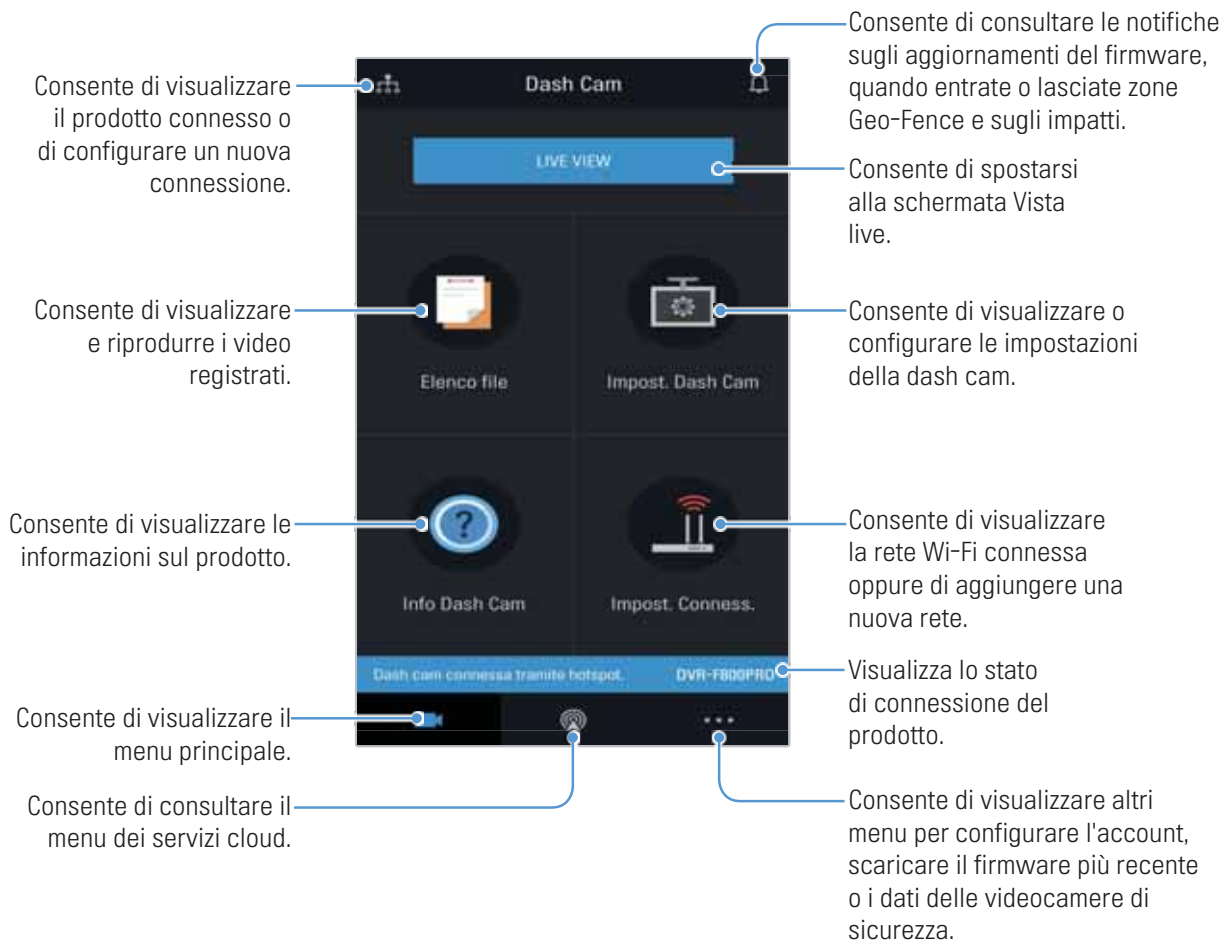 Consente di visualizzare
il prodotto connesso o
di configurare un nuova
connessione.
Consente di visualizzare
e riprodurre i video
registrati.
Consente di visualizzare le
informazioni sul prodotto.
Consente di visualizzare il
menu principale.
Consente di consultare il
menu dei servizi cloud.
Dash Cam
LIVE VIEW
Elenco file
Impost. Dash Cam
Info Dash Cam
Impost. Conness.
Dash cam connessa tramite hotspot.
DVR-F800PRO
Consente di consultare le notifiche
sugli aggiornamenti del firmware,
quando entrate o lasciate zone
Geo-Fence e sugli impatti.
Consente di spostarsi
alla schermata Vista
live.
Consente di visualizzare o
configurare le impostazioni
della dash cam.
Consente di visualizzare
la rete Wi-Fi connessa
oppure di aggiungere una
nuova rete.
Visualizza lo stato
di connessione del
prodotto.
Consente di visualizzare altri
menu per configurare l'account,
scaricare il firmware più recente
o i dati delle videocamere di
sicurezza.